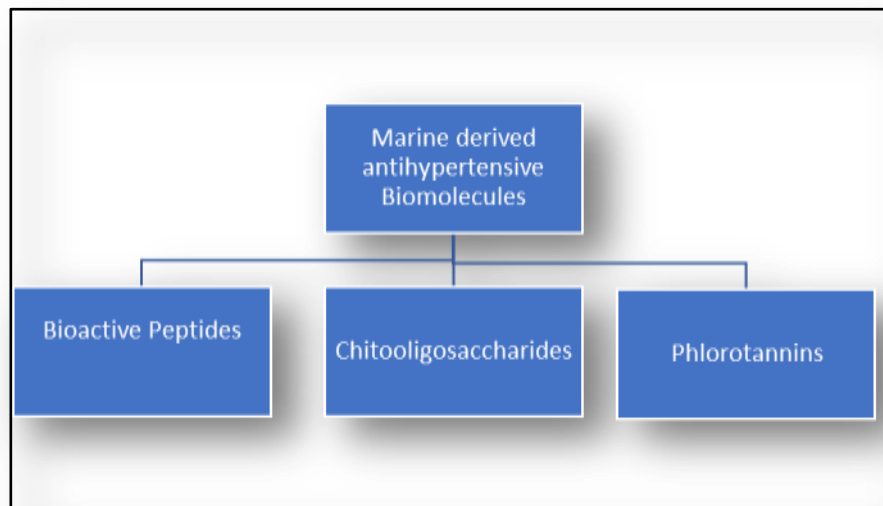 Marine derived
antihypertensive
Biomolecules
Bioactive Peptides
Chitooligosaccharides
Phlorotannins